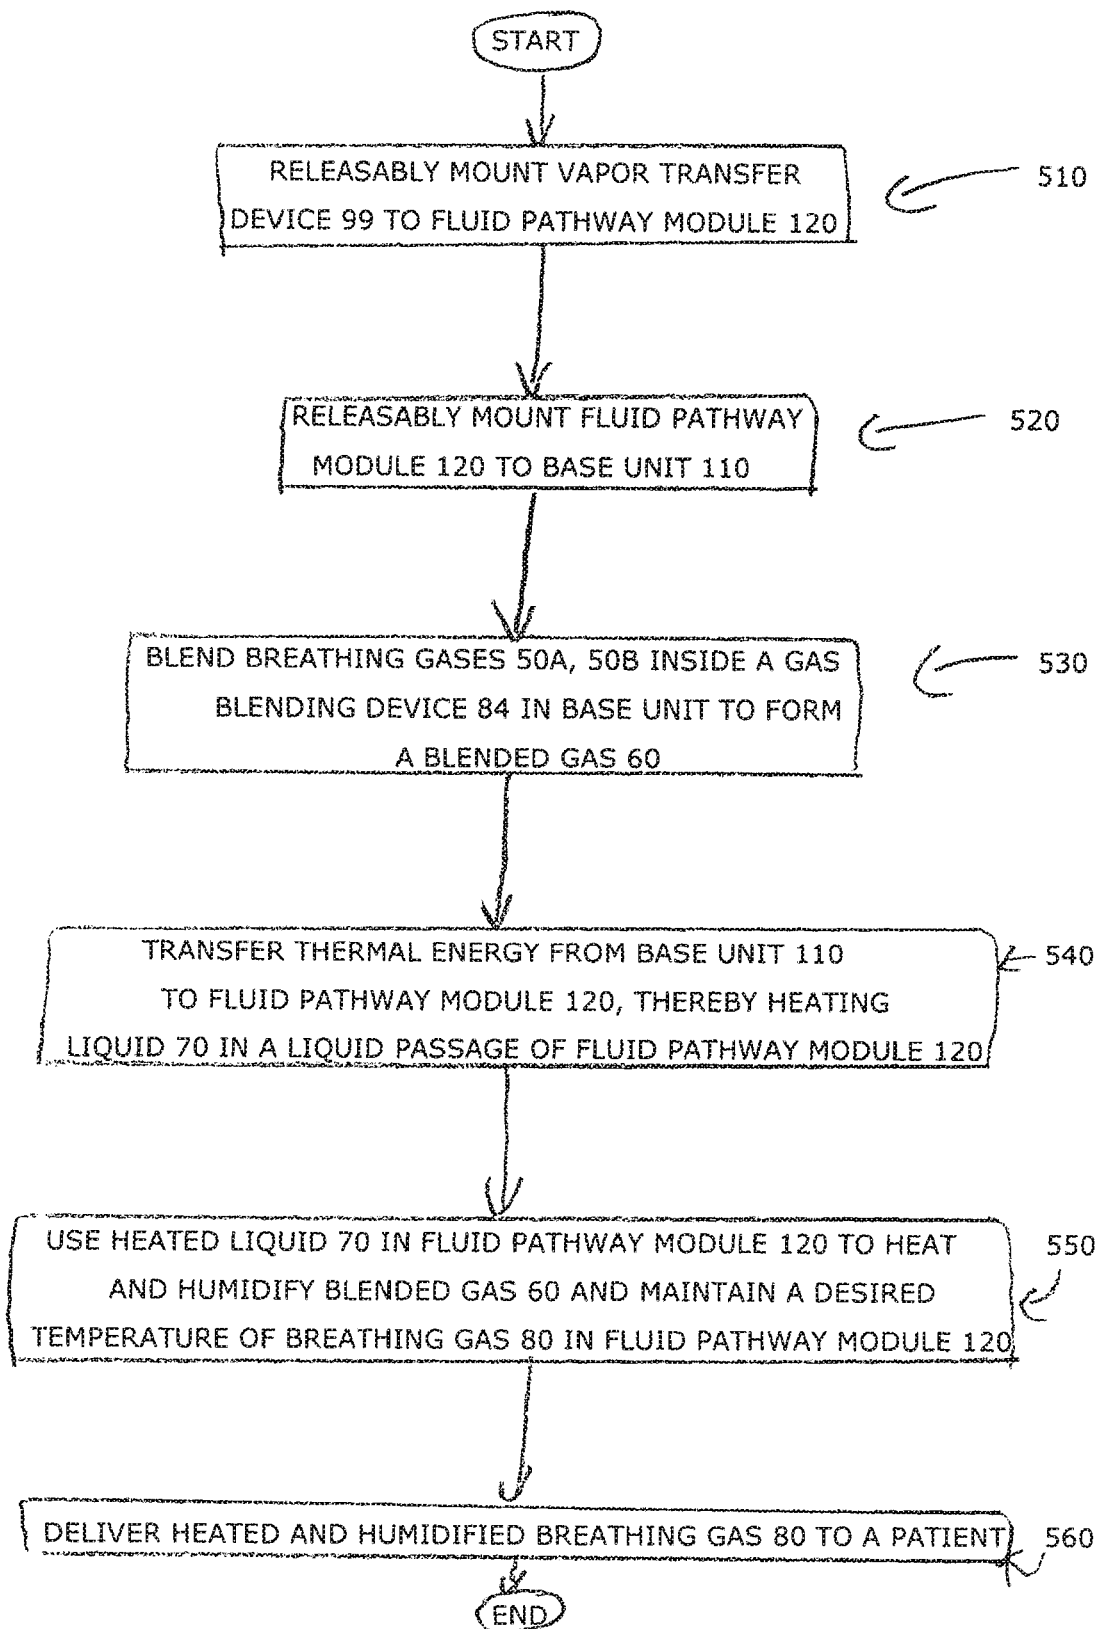 START
RELEASABLY MOUNT VAPOR TRANSFER
DEVICE 99 TO FLUID PATHWAY MODULE 120
510
RELEASABLY MOUNT FLUID PATHWAY
MODULE 120 TO BASE UNIT 110
520
BLEND BREATHING GASES 50A, 50B INSIDE A GAS
BLENDING DEVICE 84 IN BASE UNIT TO FORM
A BLENDED GAS 60
530
TRANSFER THERMAL ENERGY FROM BASE UNIT 110
TO FLUID PATHWAY MODULE 120, THEREBY HEATING
LIQUID 70 IN A LIQUID PASSAGE OF FLUID PATHWAY MODULE 120
540
USE HEATED LIQUID 70 IN FLUID PATHWAY MODULE 120 TO HEAT
AND HUMIDIFY BLENDED GAS 60 AND MAINTAIN A DESIRED
TEMPERATURE OF BREATHING GAS 80 IN FLUID PATHWAY MODULE 120
550
DELIVER HEATED AND HUMIDIFIED BREATHING GAS 80 TO A PATIENT
560
END